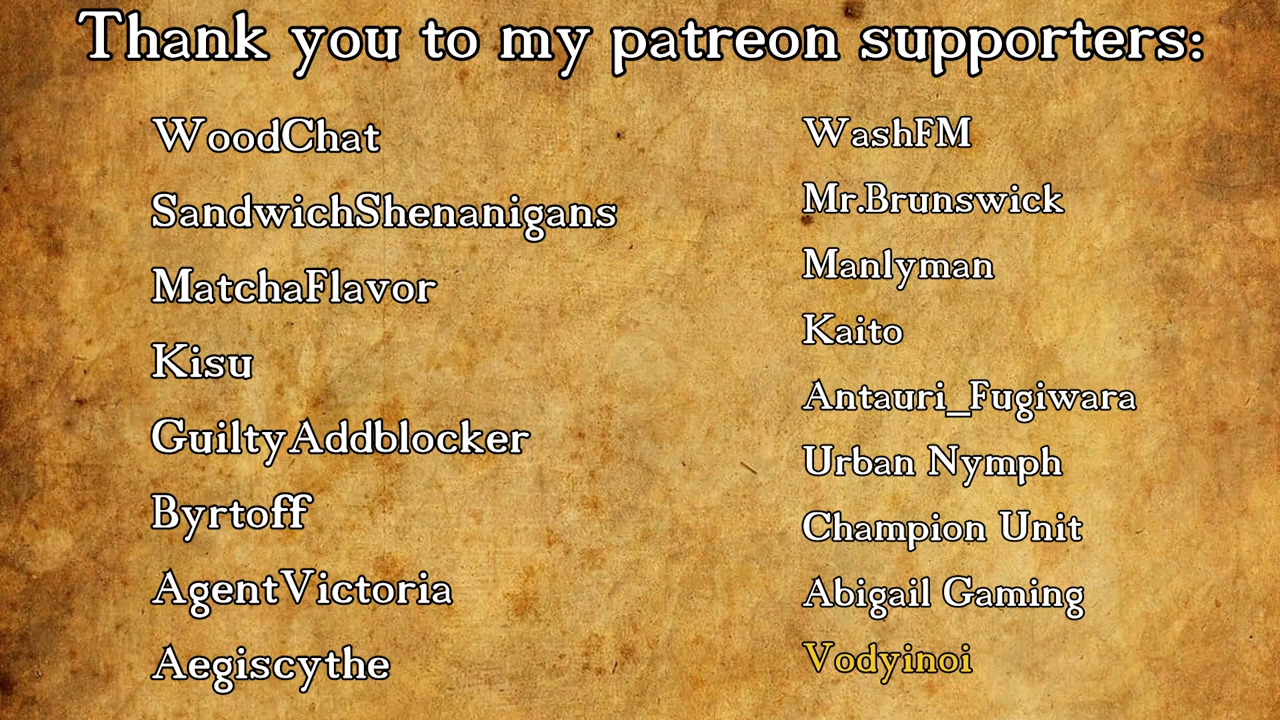 Thank you to my patreon supporters:
WoodChat
SandwichShenanigans
MatchaFlavor
Kisu
GuiltyAddblocker
Byrtoff
AgentVictoria
Aegiscythe
WashFM
Mr.Brunswick
Manlyman
Kaito
Antauri_Fugiwara
Urban Nymph
Champion Unit
Abigail Gaming
Vodyinoi